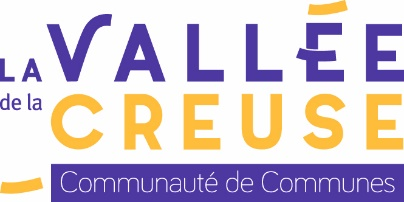 LA VALLÉE
de la CREUSE
Communauté de Communes